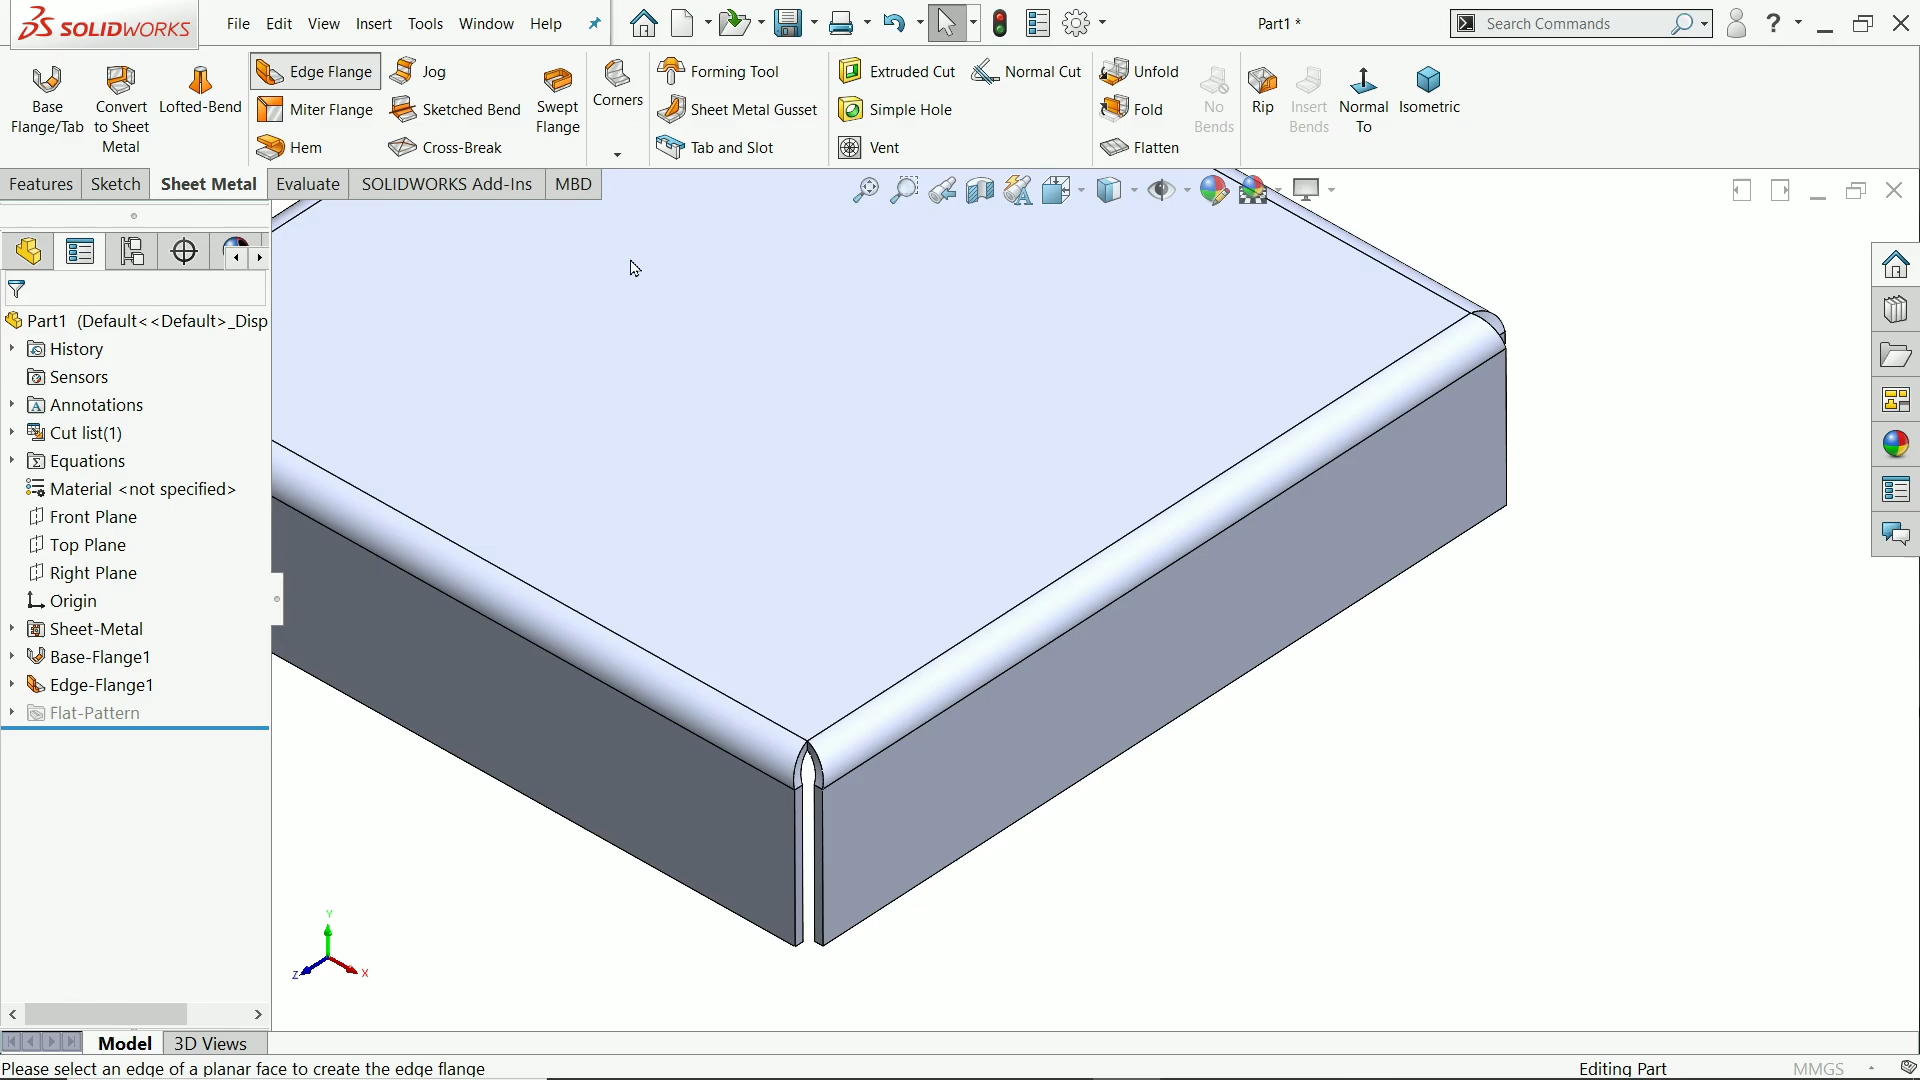 SOLIDWORKS
File Edit View Insert Tools Window Help
Part1 *
Search Commands
?
Base Flange/Tab
Convert to Sheet Metal
Lofted-Bend
Edge Flange
Miter Flange
Hem
Jog
Sketched Bend
Cross-Break
Swept Flange
Corners
Forming Tool
Sheet Metal Gusset
Tab and Slot
Extruded Cut
Simple Hole
Vent
Normal Cut
Unfold
Fold
Flatten
No Bends
Rip
Insert Bends
Normal To
Isometric
Features Sketch Sheet Metal Evaluate SOLIDWORKS Add-Ins MBD
Part1 (Default<<Default>_Disp
History
Sensors
Annotations
Cut list(1)
Equations
Material <not specified>
Front Plane
Top Plane
Right Plane
Origin
Sheet-Metal
Base-Flange1
Edge-Flange1
Flat-Pattern
Y
Z
X
Model 3D Views
Please select an edge of a planar face to create the edge flange
Editing Part
MMGS